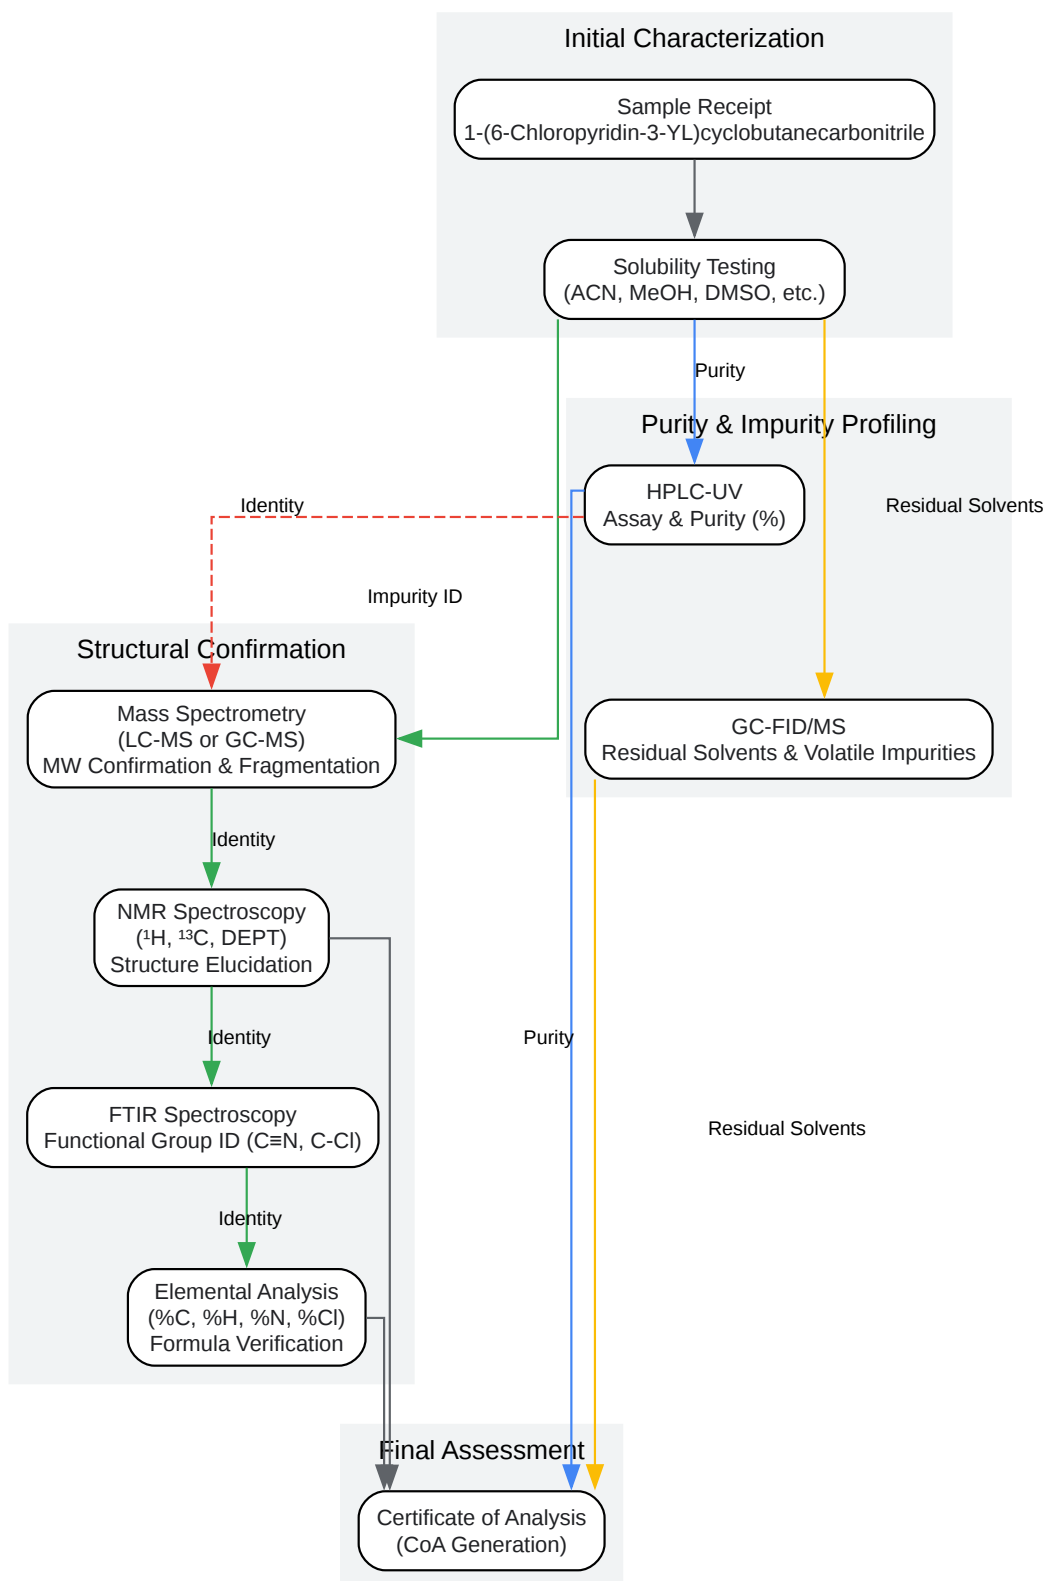 Initial Characterization
Sample Receipt
1-(6-Chloropyridin-3-YL)cyclobutanecarbonitrile
Solubility Testing
(ACN, MeOH, DMSO, etc.)
Purity
Purity & Impurity Profiling
HPLC-UV
Assay & Purity (%)
Residual Solvents
Identity
Impurity ID
Structural Confirmation
Mass Spectrometry
(LC-MS or GC-MS)
MW Confirmation & Fragmentation
GC-FID/MS
Residual Solvents & Volatile Impurities
Identity
NMR Spectroscopy
(¹H, ¹³C, DEPT)
Structure Elucidation
Identity
Purity
Residual Solvents
FTIR Spectroscopy
Functional Group ID (C≡N, C-Cl)
Identity
Elemental Analysis
(%C, %H, %N, %Cl)
Formula Verification
Final Assessment
Certificate of Analysis
(CoA Generation)